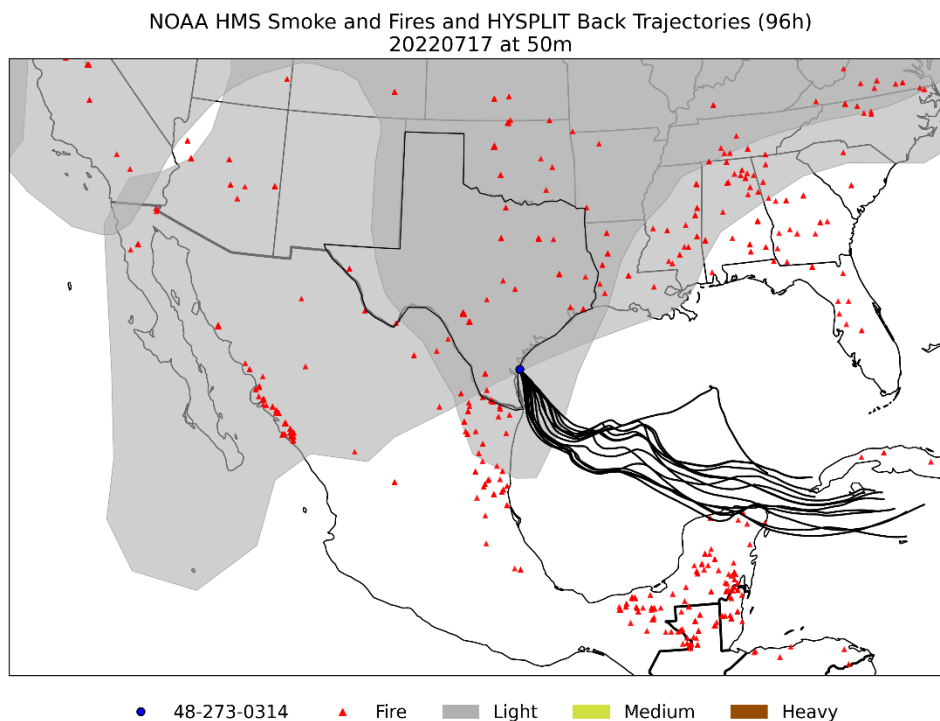 NOAA HMS Smoke and Fires and HYSPLIT Back Trajectories (96h)
20220717 at 50m
48-273-0314 Fire Light Medium Heavy